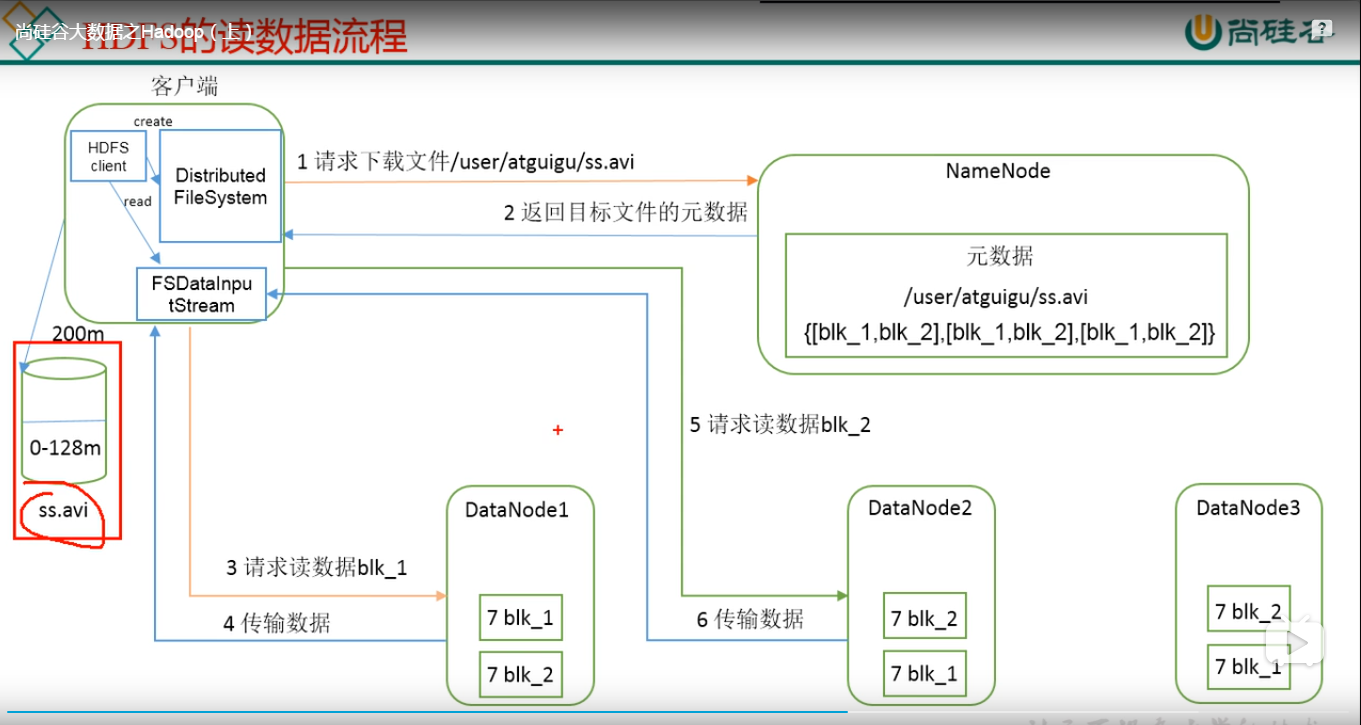 尚硅谷大数据之Hadoop（上）
HDFS的读数据流程
尚硅谷
?
客户端
create
HDFS
client
Distributed
FileSystem
read
FSDataInpu
tStream
1 请求下载文件/user/atguigu/ss.avi
2 返回目标文件的元数据
NameNode
元数据
/user/atguigu/ss.avi
{[blk_1,blk_2],[blk_1,blk_2],[blk_1,blk_2]}
200m
0-128m
ss.avi
5 请求读数据blk_2
3 请求读数据blk_1
4 传输数据
6 传输数据
DataNode1
7 blk_1
7 blk_2
DataNode2
7 blk_2
7 blk_1
DataNode3
7 blk_2
7 blk_1